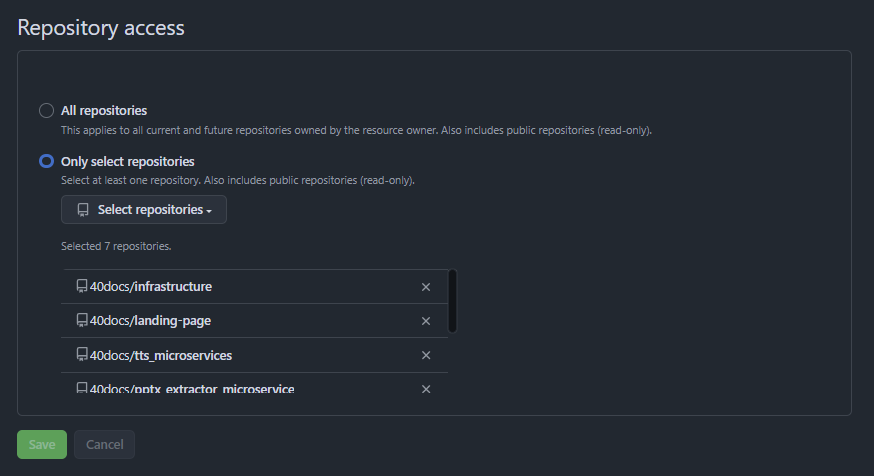 Repository access
All repositories
This applies to all current and future repositories owned by the resource owner. Also includes public repositories (read-only).
Only select repositories
Select at least one repository. Also includes public repositories (read-only).
Select repositories
Selected 7 repositories.
40docs/infrastructure
40docs/landing-page
40docs/tts_microservices
40docs/pptx_extractor_microservice
Save
Cancel